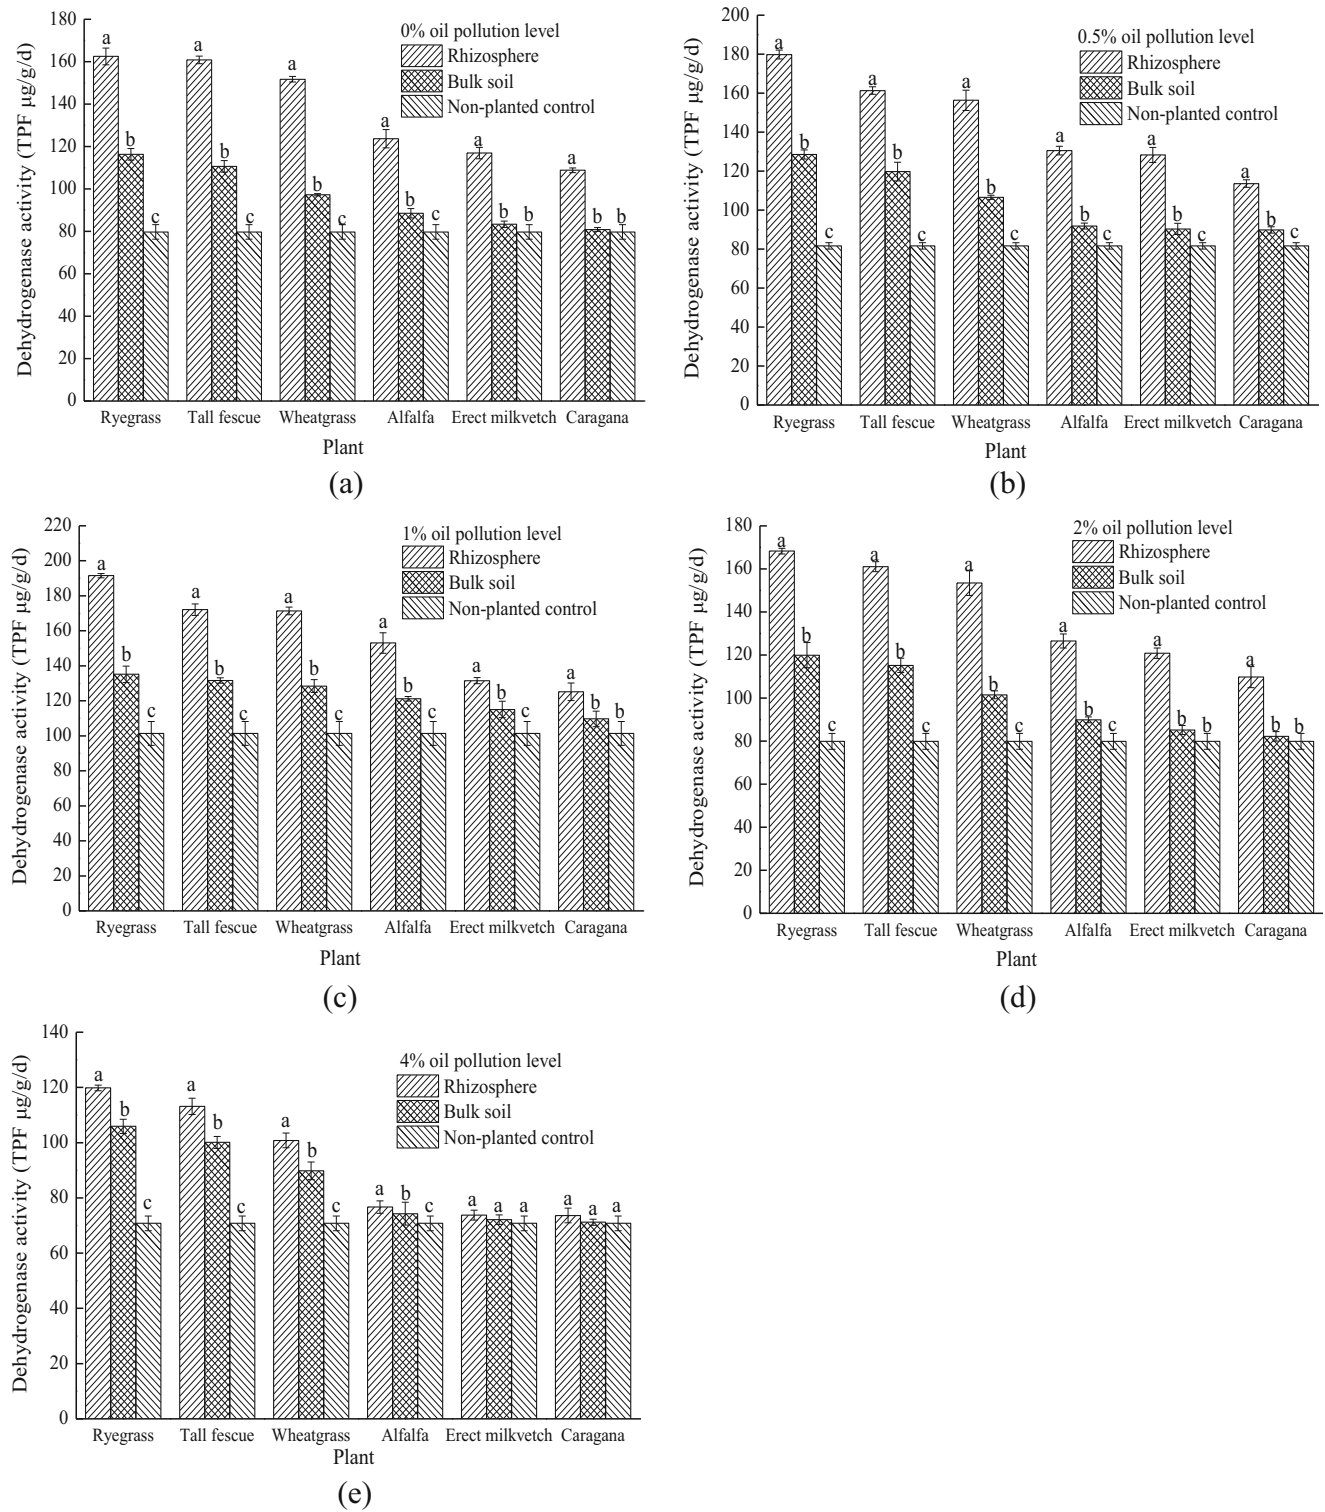 0% oil pollution level
Rhizosphere
Bulk soil
Non-planted control
Dehydrogenase activity (TPF µg/g/d)
180
160
140
120
100
80
60
40
20
0
a a a a a a
b b b b b b
c c c c b b
Ryegrass Tall fescue Wheatgrass Alfalfa Erect milkvetch Caragana
Plant
(a)
0.5% oil pollution level
Rhizosphere
Bulk soil
Non-planted control
Dehydrogenase activity (TPF µg/g/d)
200
180
160
140
120
100
80
60
40
20
0
a a a a a a
b b b b b b
c c c c c c
Ryegrass Tall fescue Wheatgrass Alfalfa Erect milkvetch Caragana
Plant
(b)
1% oil pollution level
Rhizosphere
Bulk soil
Non-planted control
Dehydrogenase activity (TPF µg/g/d)
220
200
180
160
140
120
100
80
60
40
20
0
a a a a a a
b b b b b b
c c c c c b
Ryegrass Tall fescue Wheatgrass Alfalfa Erect milkvetch Caragana
Plant
(c)
2% oil pollution level
Rhizosphere
Bulk soil
Non-planted control
Dehydrogenase activity (TPF µg/g/d)
180
160
140
120
100
80
60
40
20
0
a a a a a a
b b b b b b
c c c c b b
Ryegrass Tall fescue Wheatgrass Alfalfa Erect milkvetch Caragana
Plant
(d)
4% oil pollution level
Rhizosphere
Bulk soil
Non-planted control
Dehydrogenase activity (TPF µg/g/d)
140
120
100
80
60
40
20
0
a a a a a a
b b b b a a
c c c c a a
Ryegrass Tall fescue Wheatgrass Alfalfa Erect milkvetch Caragana
Plant
(e)